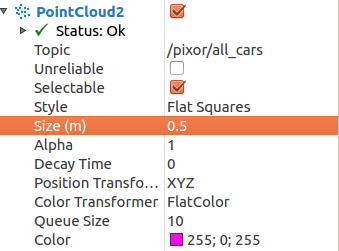 PointCloud2
Status: Ok
Topic /pixor/all_cars
Unreliable
Selectable
Style Flat Squares
Size (m) 0.5
Alpha 1
Decay Time 0
Position Transfo... XYZ
Color Transformer FlatColor
Queue Size 10
Color 255; 0; 255